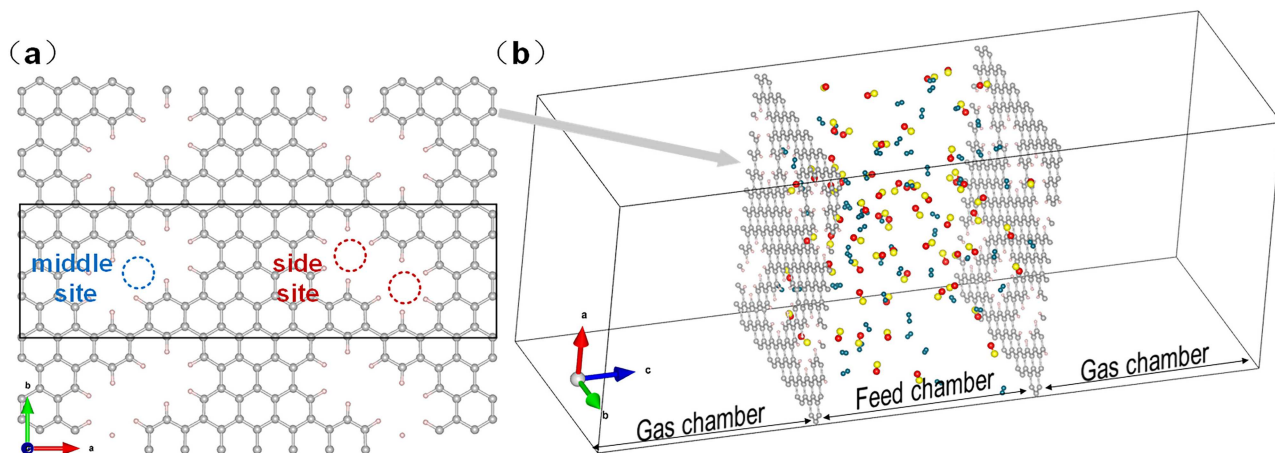 (a)
middle
site
side
site
b
a
(b)
a
c
b
Gas chamber
Feed chamber
Gas chamber